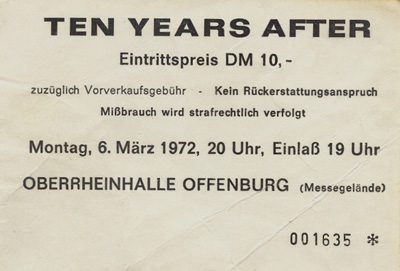 TEN YEARS AFTER
Eintrittspreis DM 10,-
zuzüglich Vorverkaufsgebühr - Kein Rückerstattungsanspruch
Mißbrauch wird strafrechtlich verfolgt
Montag, 6. März 1972, 20 Uhr, Einlaß 19 Uhr
OBERRHEINHALLE OFFENBURG (Messegelände)
001635 *